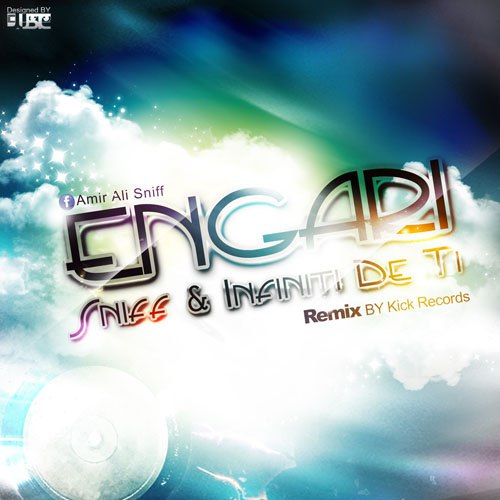 Designed BY
Amir Ali Sniff
ENGARI
SNIFF & INFINITI DE TI
Remix BY Kick Records